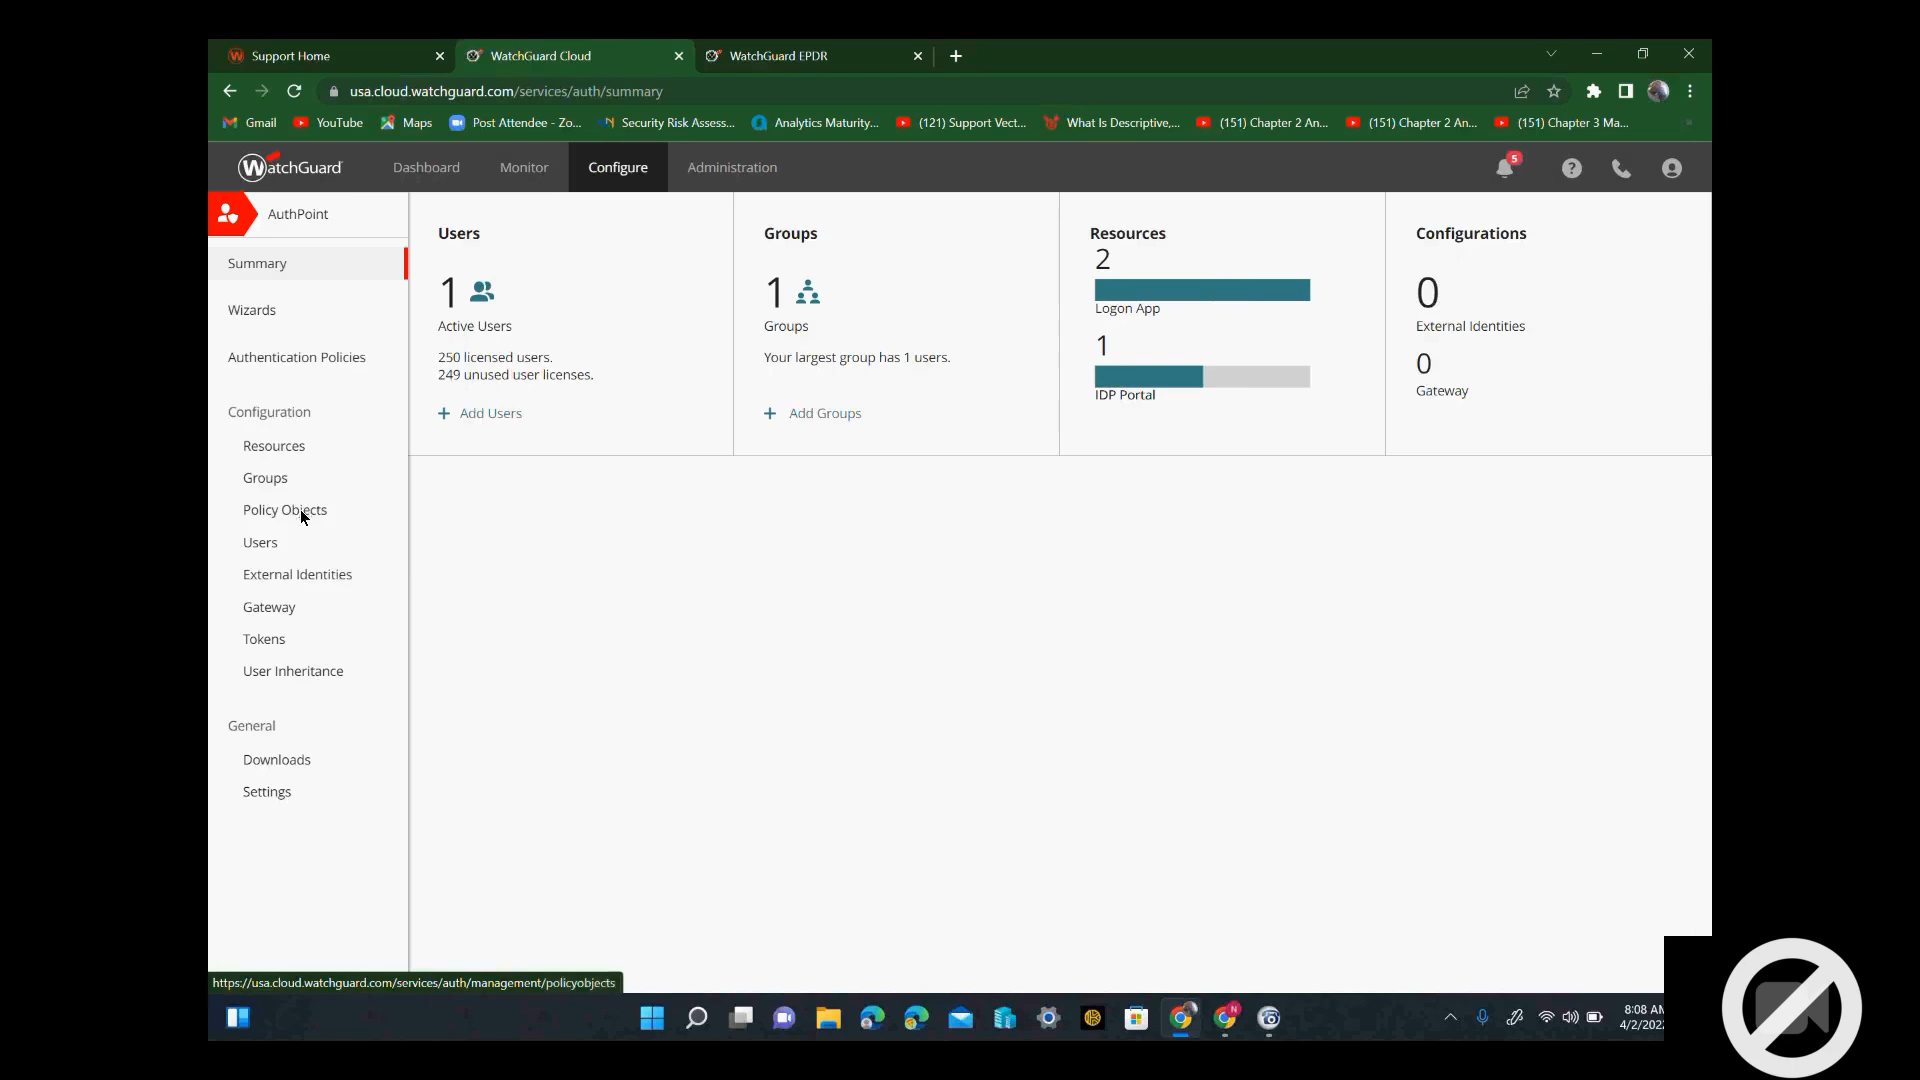 Support Home
WatchGuard Cloud
WatchGuard EPDR
usa.cloud.watchguard.com/services/auth/summary
Gmail
YouTube
Maps
Post Attendee - Zo...
Security Risk Assess...
Analytics Maturity...
(121) Support Vect...
What Is Descriptive,...
(151) Chapter 2 An...
(151) Chapter 2 An...
(151) Chapter 3 Ma...
WatchGuard
Dashboard
Monitor
Configure
Administration
5
AuthPoint
Summary
Wizards
Authentication Policies
Configuration
Resources
Groups
Policy Objects
Users
External Identities
Gateway
Tokens
User Inheritance
General
Downloads
Settings
Users
1
Active Users
250 licensed users.
249 unused user licenses.
+ Add Users
Groups
1
Groups
Your largest group has 1 users.
+ Add Groups
Resources
2
Logon App
1
IDP Portal
Configurations
0
External Identities
0
Gateway
https://usa.cloud.watchguard.com/services/auth/management/policyobjects
8:08 AM
4/2/202